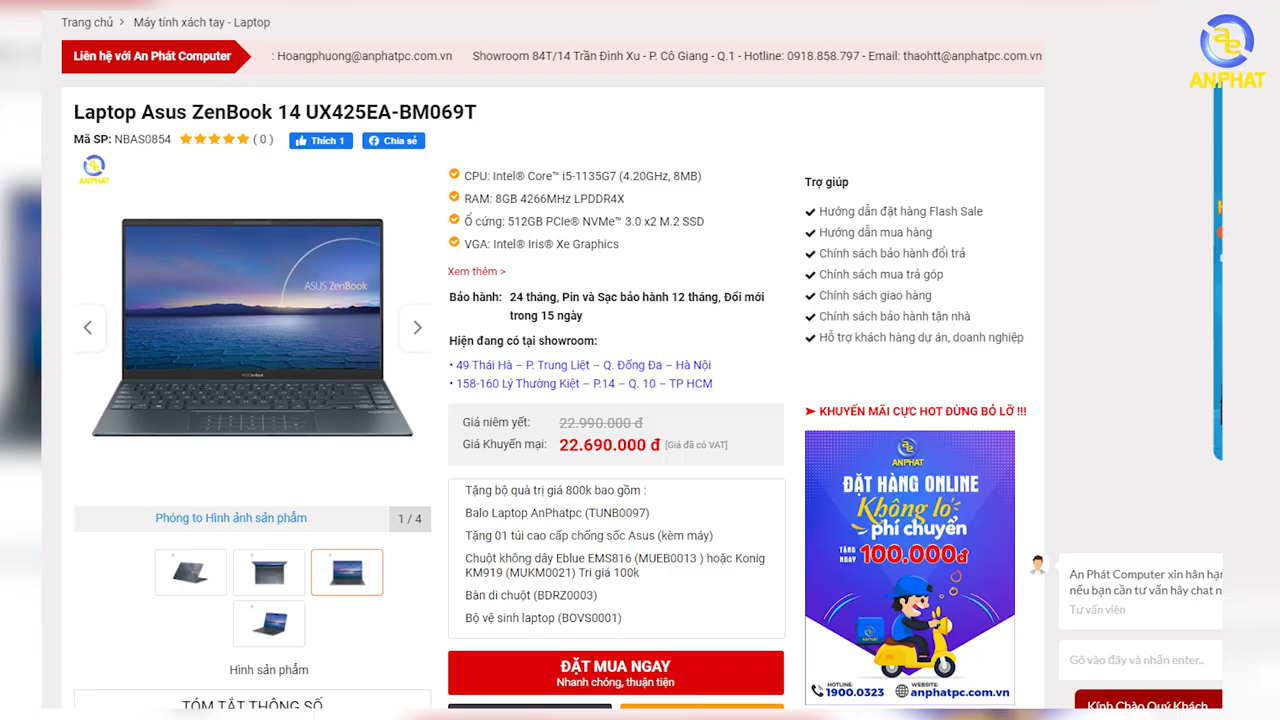 Trang chủ > Máy tính xách tay - Laptop
Liên hệ với An Phát Computer
: Hoangphuong@anphatpc.com.vn Showroom 84T/14 Trần Đình Xu - P. Cô Giang - Q.1 - Hotline: 0918.858.797 - Email: thaohtt@anphatpc.com.vn
ANPHAT
Laptop Asus ZenBook 14 UX425EA-BM069T
Mã SP: NBAS0854 ( 0 ) Thích 1 Chia sẻ
ANPHAT
ASUS ZenBook
CPU: Intel® Core™ i5-1135G7 (4.20GHz, 8MB)
RAM: 8GB 4266MHz LPDDR4X
Ổ cứng: 512GB PCIe® NVMe™ 3.0 x2 M.2 SSD
VGA: Intel® Iris® Xe Graphics
Xem thêm >
Bảo hành: 24 tháng, Pin và Sạc bảo hành 12 tháng, Đổi mới
trong 15 ngày
Hiện đang có tại showroom:
• 49 Thái Hà – P. Trung Liệt – Q. Đống Đa – Hà Nội
• 158-160 Lý Thường Kiệt – P.14 – Q. 10 – TP HCM
Giá niêm yết: 22.990.000 đ
Giá Khuyến mại: 22.690.000 đ [Giá đã có VAT]
Tặng bộ quà trị giá 800k bao gồm :
Balo Laptop AnPhatpc (TUNB0097)
Tặng 01 túi cao cấp chống sốc Asus (kèm máy)
Chuột không dây Eblue EMS816 (MUEB0013 ) hoặc Konig
KM919 (MUKM0021) Trị giá 100k
Bàn di chuột (BDRZ0003)
Bộ vệ sinh laptop (BOVS0001)
ĐẶT MUA NGAY
Nhanh chóng, thuận tiện
Phóng to Hình ảnh sản phẩm
1 / 4
Hình sản phẩm
TÓM TẮT THÔNG SỐ
Trợ giúp
Hướng dẫn đặt hàng Flash Sale
Hướng dẫn mua hàng
Chính sách bảo hành đổi trả
Chính sách mua trả góp
Chính sách giao hàng
Chính sách bảo hành tận nhà
Hỗ trợ khách hàng dự án, doanh nghiệp
➤ KHUYẾN MÃI CỰC HOT ĐỪNG BỎ LỠ !!!
ANPHAT
ĐẶT HÀNG ONLINE
Không lo
phí chuyển
TẶNG
NGAY 100.000đ
HOTLINE:
1900.0323
WEBSITE:
anphatpc.com.vn
An Phát Computer xin hân hạn
nếu bạn cần tư vấn hãy chat n
Tư vấn viên
Gõ vào đây và nhấn enter..
Kính Chào Quý Khách